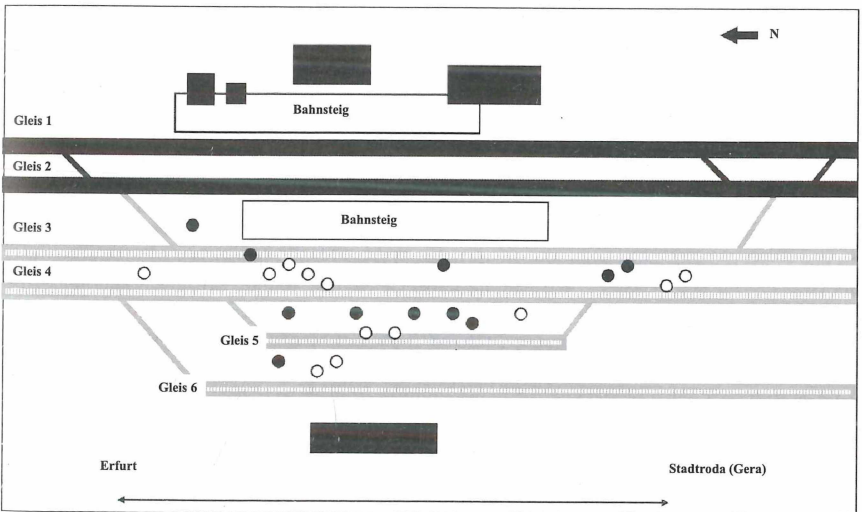 N
Bahnsteig
Gleis 1
Gleis 2
Bahnsteig
Gleis 3
Gleis 4
Gleis 5
Gleis 6
Erfurt
Stadtroda (Gera)